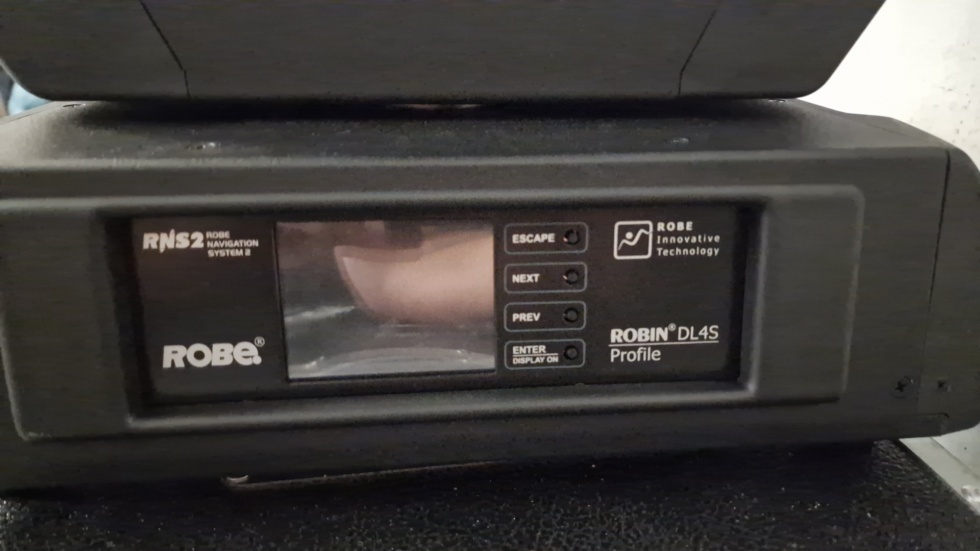 RNS2 ROBE
NAVIGATION
SYSTEM 2
ROBE®
ESCAPE
NEXT
PREV
ENTER
DISPLAY ON
ROBE
Innovative
Technology
ROBIN® DL4S
Profile